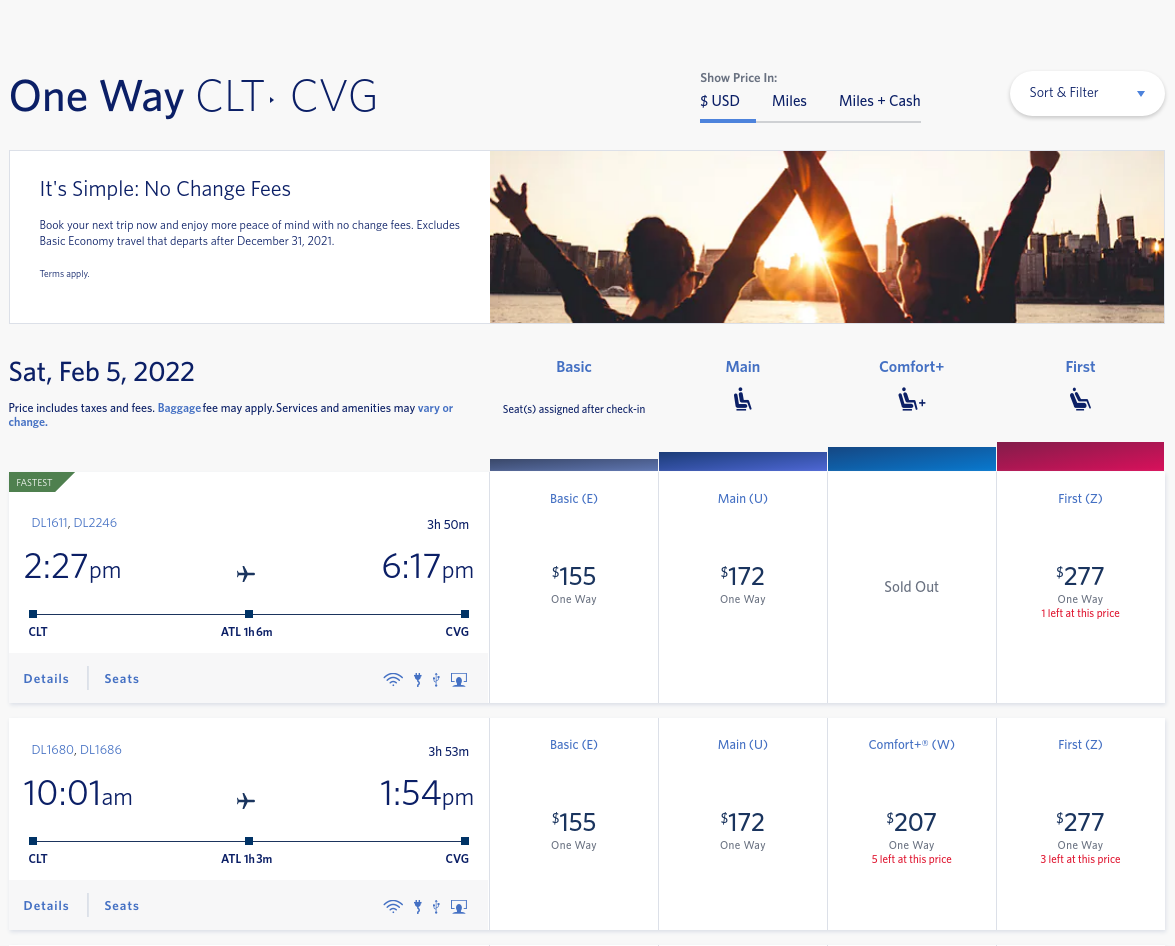 One Way CLT CVG
Show Price In:
$ USD Miles Miles + Cash
Sort & Filter
It's Simple: No Change Fees
Book your next trip now and enjoy more peace of mind with no change fees. Excludes
Basic Economy travel that departs after December 31, 2021.
Terms apply.
Sat, Feb 5, 2022
Price includes taxes and fees. Baggage fee may apply. Services and amenities may vary or
change.
Basic
Seat(s) assigned after check-in
Main
Comfort+
+
First
FASTEST
DL1611, DL2246
3h 50m
2:27pm
6:17pm
CLT
ATL 1h 6m
CVG
Details
Seats
Basic (E)
$155
One Way
Main (U)
$172
One Way
Sold Out
First (Z)
$277
One Way
1 left at this price
DL1680, DL1686
3h 53m
10:01am
1:54pm
CLT
ATL 1h 3m
CVG
Details
Seats
Basic (E)
$155
One Way
Main (U)
$172
One Way
Comfort+® (W)
$207
One Way
5 left at this price
First (Z)
$277
One Way
3 left at this price